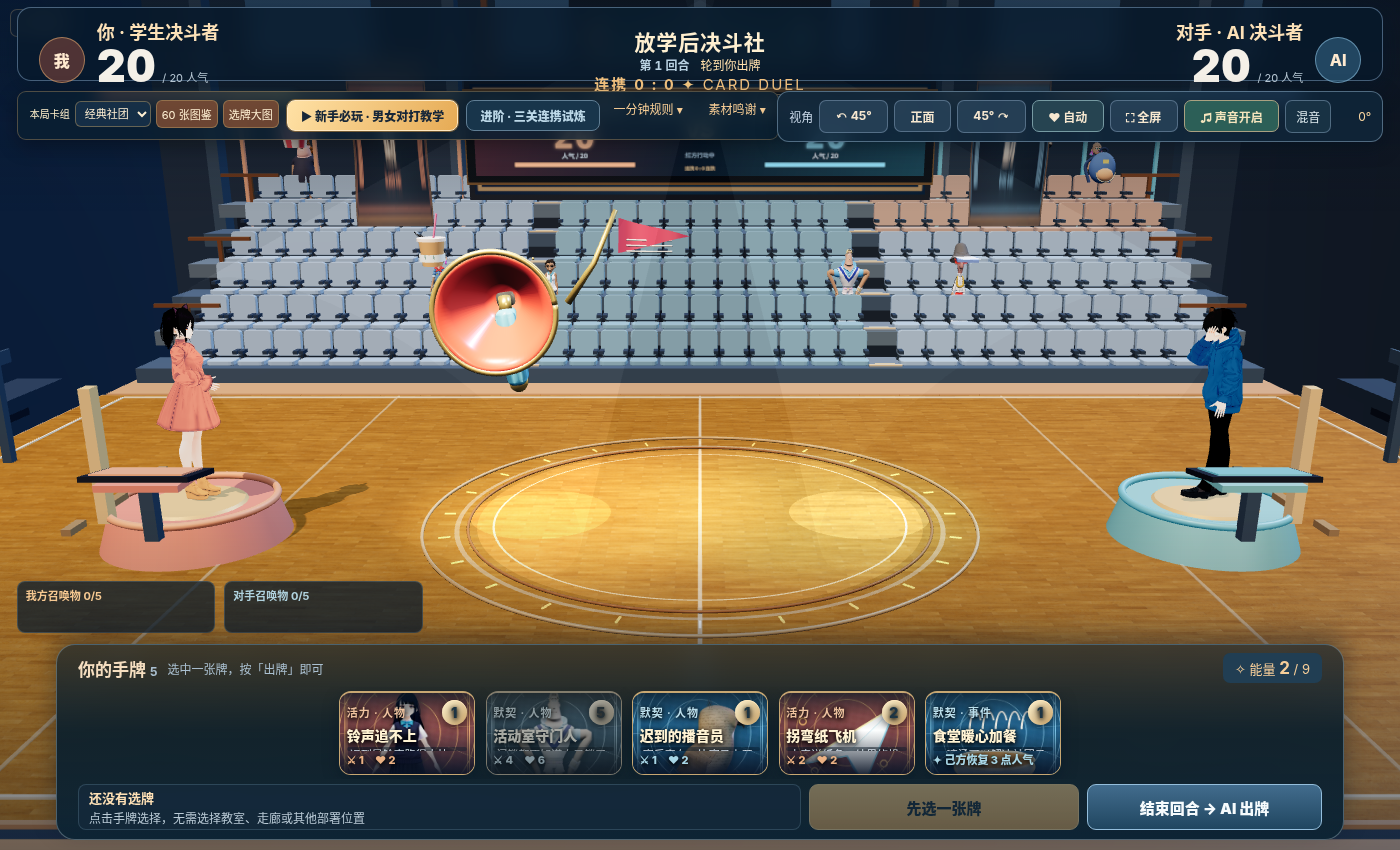 我
你 · 学生决斗者
20 / 20 人气
放学后决斗社
第 1 回合 轮到你出牌
连携 0 : 0 ✦ CARD DUEL
对手 · AI 决斗者
20 / 20 人气
AI
本局卡组 经典社团 60 张图鉴 选牌大图 ▶ 新手必玩 · 男女对打教学 进阶 · 三关连携试炼 一分钟规则 ▾ 素材鸣谢 ▾
视角 ↶ 45° 正面 45° ↷ ♥ 自动 ⛶ 全屏 ♫ 声音开启 混音 0°
20 20
人气 / 20 人气 / 20
我方召唤物 0/5
对手召唤物 0/5
你的手牌 5 选中一张牌，按「出牌」即可
✧ 能量 2 / 9
活力 · 人物 1
铃声追不上
⚔ 1 ♥ 2
默契 · 人物 5
活动室守门人
⚔ 4 ♥ 6
默契 · 人物 1
迟到的播音员
⚔ 1 ♥ 2
活力 · 人物 2
拐弯纸飞机
⚔ 2 ♥ 2
默契 · 事件 1
食堂暖心加餐
✦ 己方恢复 3 点人气
还没有选牌
点击手牌选择，无需选择教室、走廊或其他部署位置
先选一张牌
结束回合 → AI 出牌